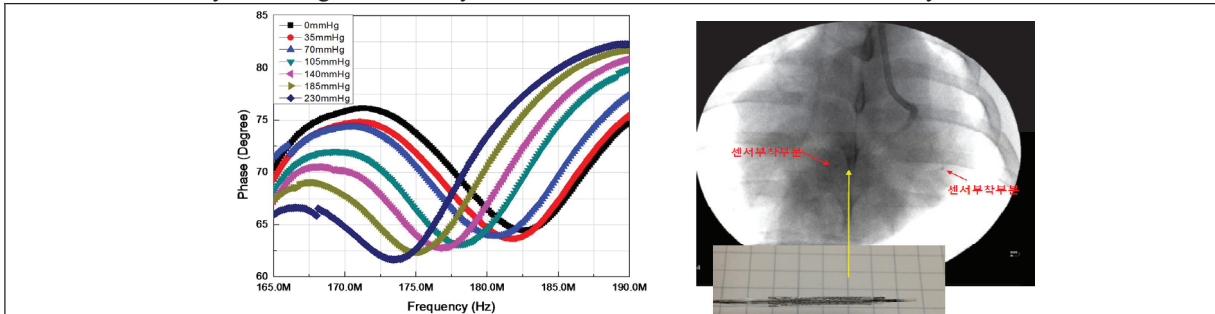 85
80
75
70
65
60
Phase (Degree)
0mmHg
35mmHg
70mmHg
105mmHg
140mmHg
185mmHg
230mmHg
165.0M 170.0M 175.0M 180.0M 185.0M 190.0M
Frequency (Hz)
센서부착부분
센서부착부분